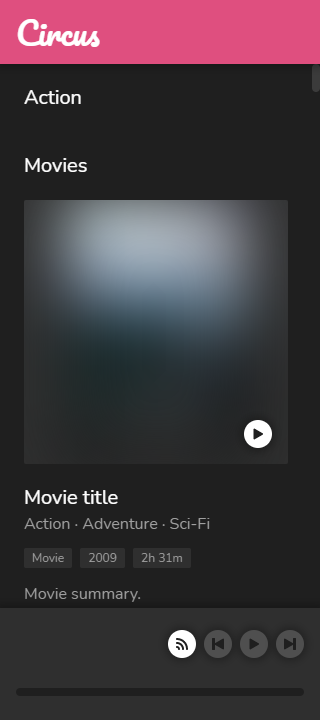 Circus
Action
Movies
Movie title
Action · Adventure · Sci-Fi
Movie 2009 2h 31m
Movie summary.